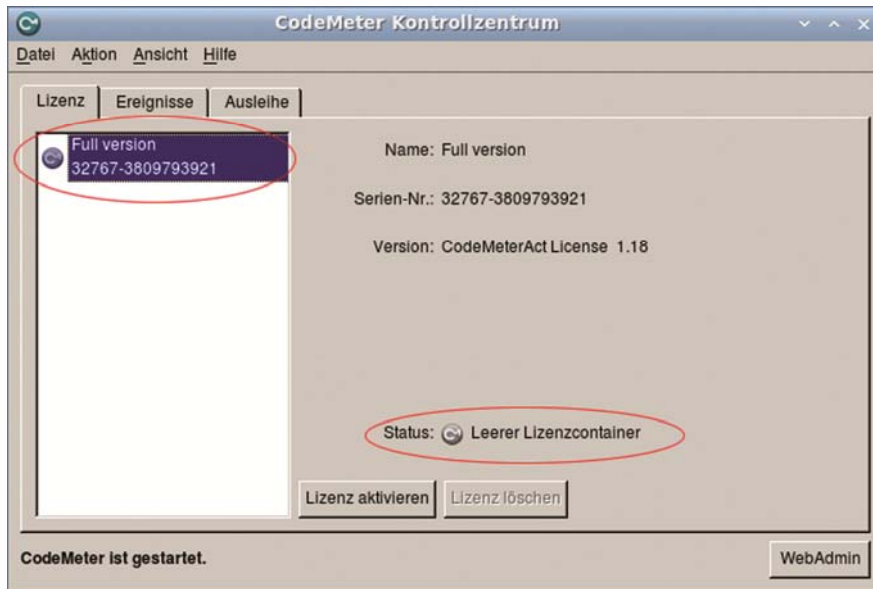 CodeMeter Kontrollzentrum
Datei Aktion Ansicht Hilfe
Lizenz Ereignisse Ausleihe
Full version
32767-3809793921
Name: Full version
Serien-Nr.: 32767-3809793921
Version: CodeMeterAct License 1.18
Status: Leerer Lizenzcontainer
Lizenz aktivieren Lizenz löschen
CodeMeter ist gestartet. WebAdmin